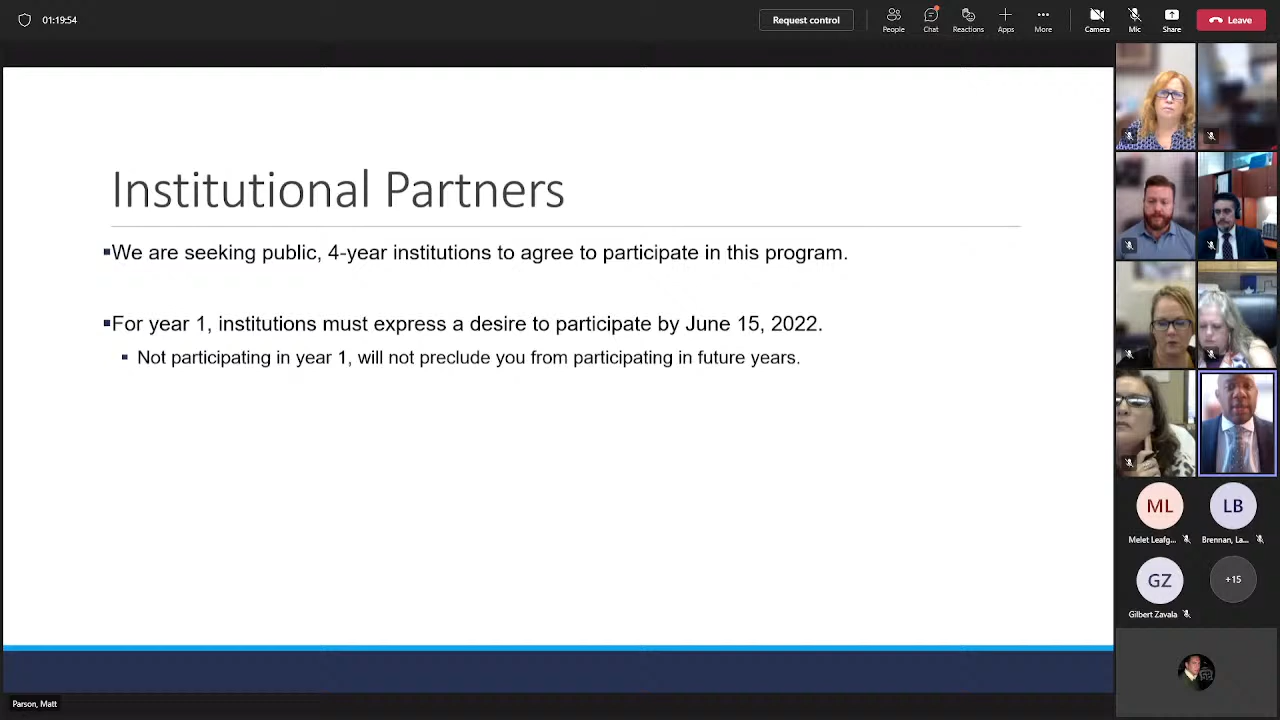 01:19:54
Request control
People
Chat
Reactions
Apps
More
Camera
Mic
Share
Leave
Institutional Partners
▪We are seeking public, 4-year institutions to agree to participate in this program.
▪For year 1, institutions must express a desire to participate by June 15, 2022.
▪ Not participating in year 1, will not preclude you from participating in future years.
ML
LB
Melet Leafg...
Brennan, La...
GZ
+15
Gilbert Zavala
Parson, Matt